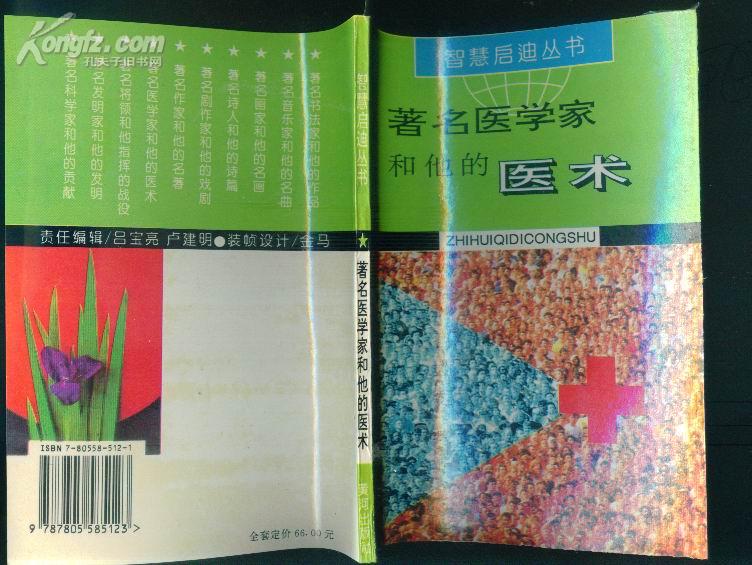 Kongfz.com
孔夫子旧书网
★著名书法家和他的作品
★著名音乐家和他的名曲
★著名画家和他的名画
★著名诗人和他的诗篇
★著名剧作家和他的戏剧
★著名作家和他的名著
★著名医学家和他的医术
名将领和他指挥的战役
名发明家和他的发明
著名科学家和他的贡献
责任编辑/吕宝亮 卢建明●装帧设计/金马
ISBN 7-80558-512-1
9 787805 585123 >
全套定价 66.00 元
智慧启迪丛书
★
著名医学家和他的医术
黄河出版社
智慧启迪丛书
著名医学家
和他的 医术
ZHIHUIQIDICONGSHU